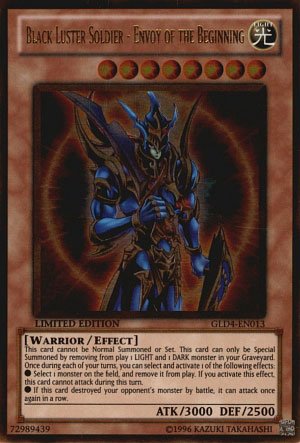 BLACK LUSTER SOLDIER - ENVOY OF THE BEGINNING
LIGHT
光
LIMITED EDITION GLD4-EN013
[WARRIOR / EFFECT]
This card cannot be Normal Summoned or Set. This card can only be Special
Summoned by removing from play 1 LIGHT and 1 DARK monster in your Graveyard.
Once during each of your turns, you can select and activate 1 of the following effects:
● Select 1 monster on the field, and remove it from play. If you activate this effect,
this card cannot attack during this turn.
● If this card destroyed your opponent's monster by battle, it can attack once
again in a row.
ATK/3000 DEF/2500
72989439 ©1996 KAZUKI TAKAHASHI